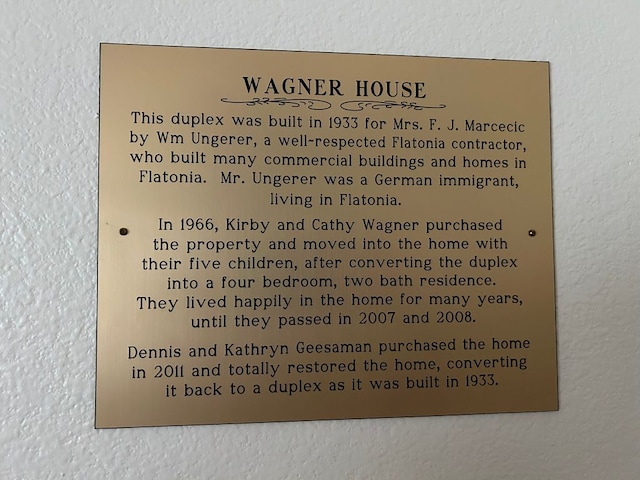 WAGNER HOUSE
This duplex was built in 1933 for Mrs. F. J. Marcecic
by Wm Ungerer, a well-respected Flatonia contractor,
who built many commercial buildings and homes in
Flatonia. Mr. Ungerer was a German immigrant,
living in Flatonia.
In 1966, Kirby and Cathy Wagner purchased
the property and moved into the home with
their five children, after converting the duplex
into a four bedroom, two bath residence.
They lived happily in the home for many years,
until they passed in 2007 and 2008.
Dennis and Kathryn Geesaman purchased the home
in 2011 and totally restored the home, converting
it back to a duplex as it was built in 1933.